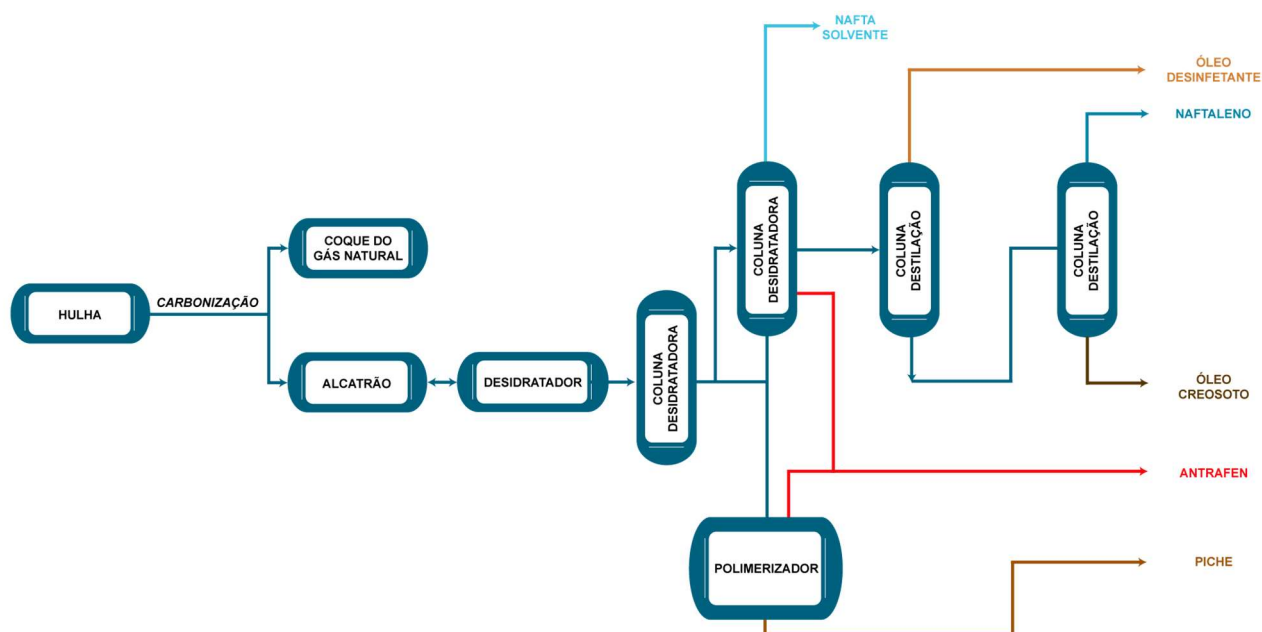 NAFTA
SOLVENTE
ÓLEO
DESINFETANTE
NAFTALENO
COLUNA
DESIDRATADORA
COLUNA
DESTILAÇÃO
COLUNA
DESTILAÇÃO
COQUE DO
GÁS NATURAL
HULHA
CARBONIZAÇÃO
ALCATRÃO
DESIDRATADOR
COLUNA
DESIDRATADORA
ÓLEO
CREOSOTO
ANTRAFEN
POLIMERIZADOR
PICHE